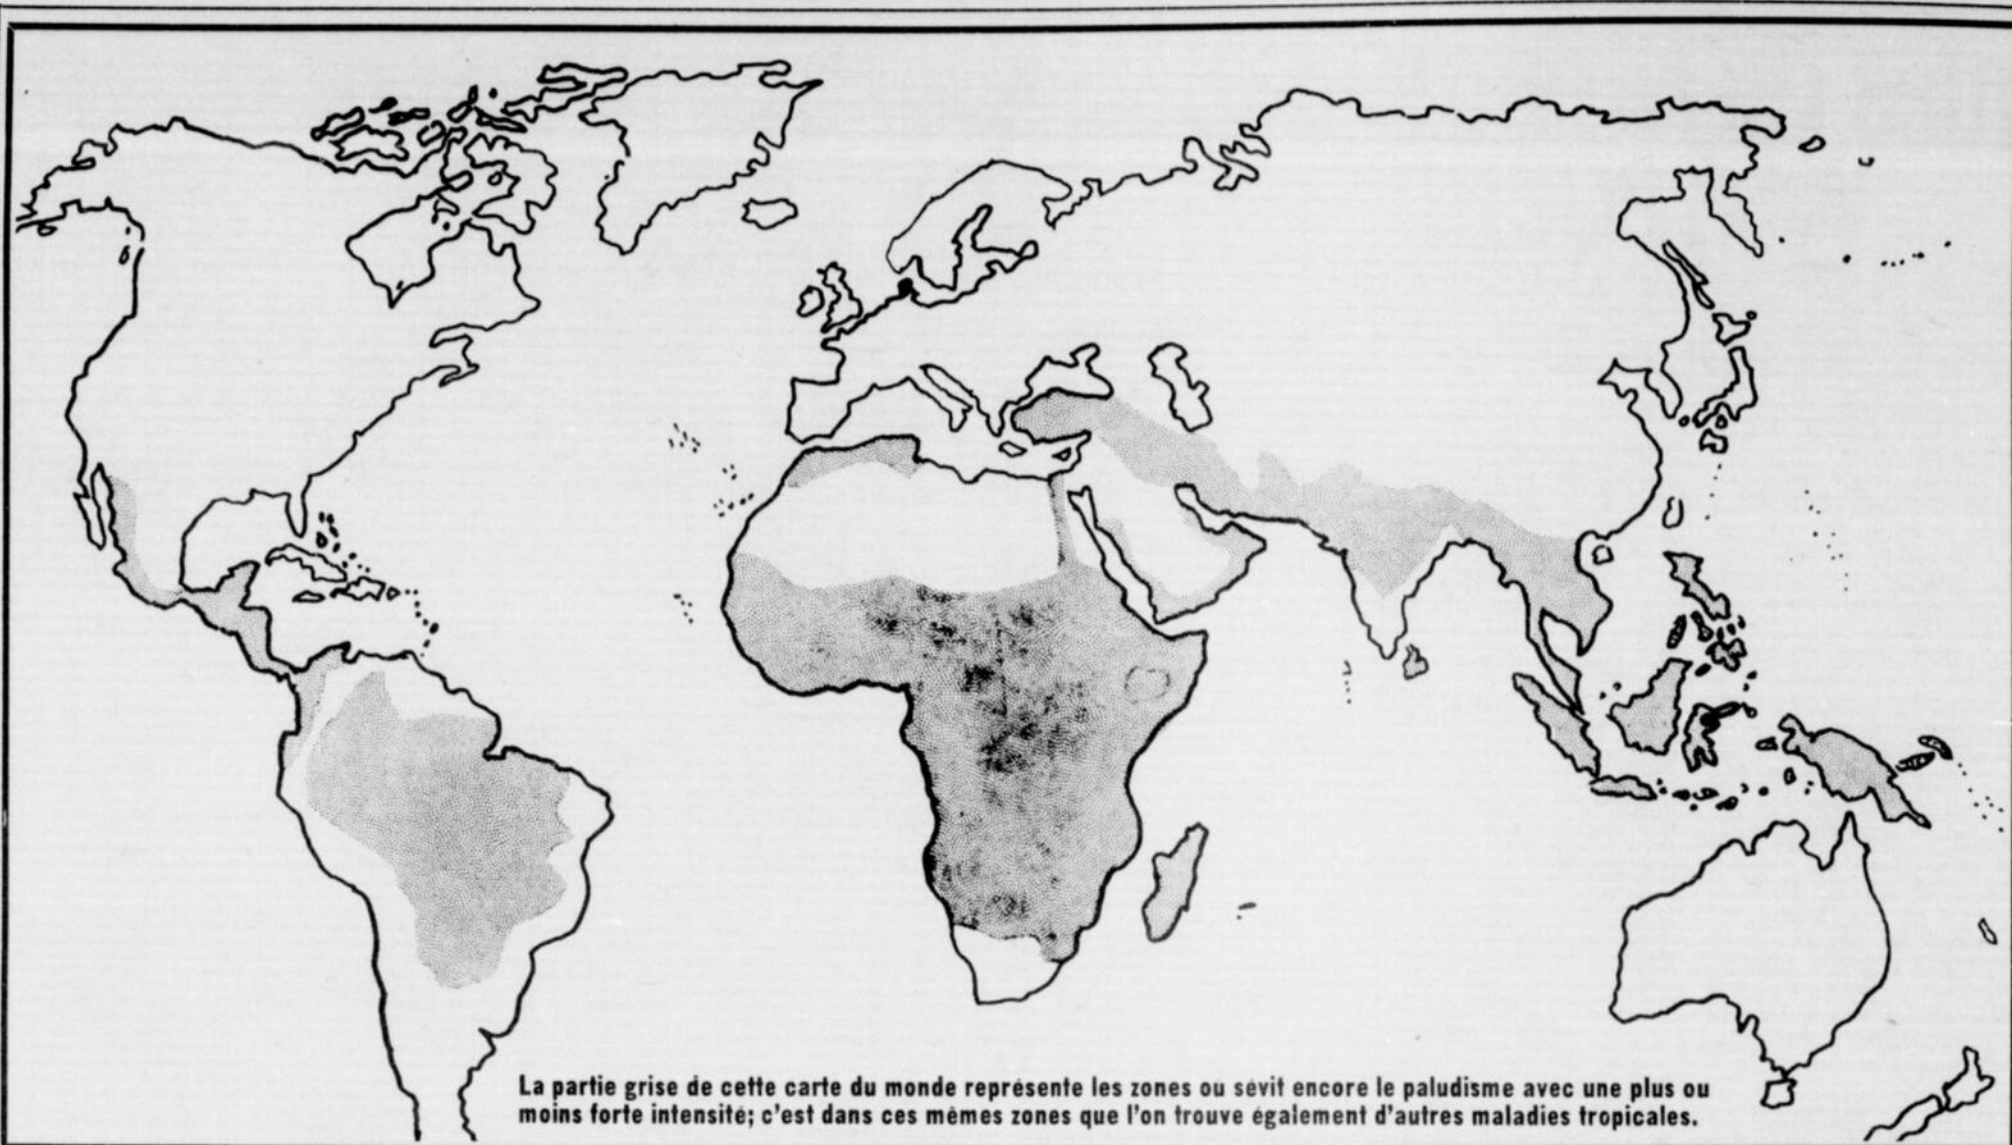 La partie grise de cette carte du monde représente les zones où sévit encore le paludisme avec une plus ou
moins forte intensité; c'est dans ces mêmes zones que l'on trouve également d'autres maladies tropicales.